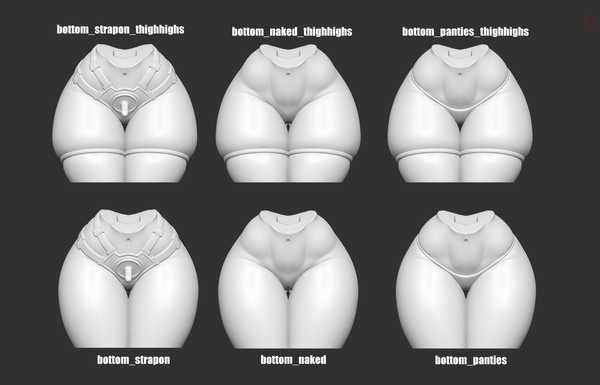 bottom_strapon_thighhighs
bottom_naked_thighhighs
bottom_panties_thighhighs
bottom_strapon
bottom_naked
bottom_panties